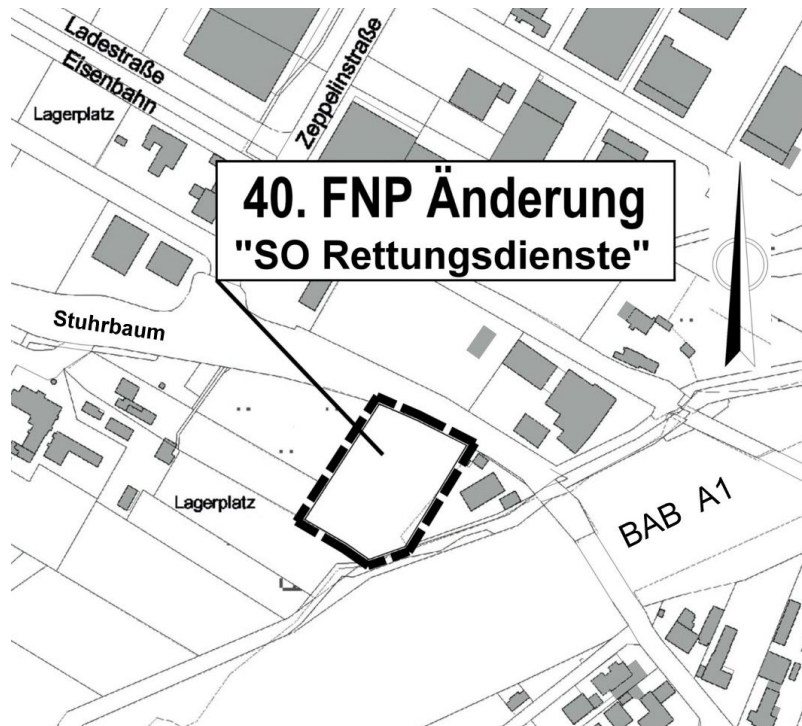 Ladestraße
Eisenbahn
Zeppelinstraße
Lagerplatz
40. FNP Änderung
"SO Rettungsdienste"
Stuhrbaum
Lagerplatz
BAB A1